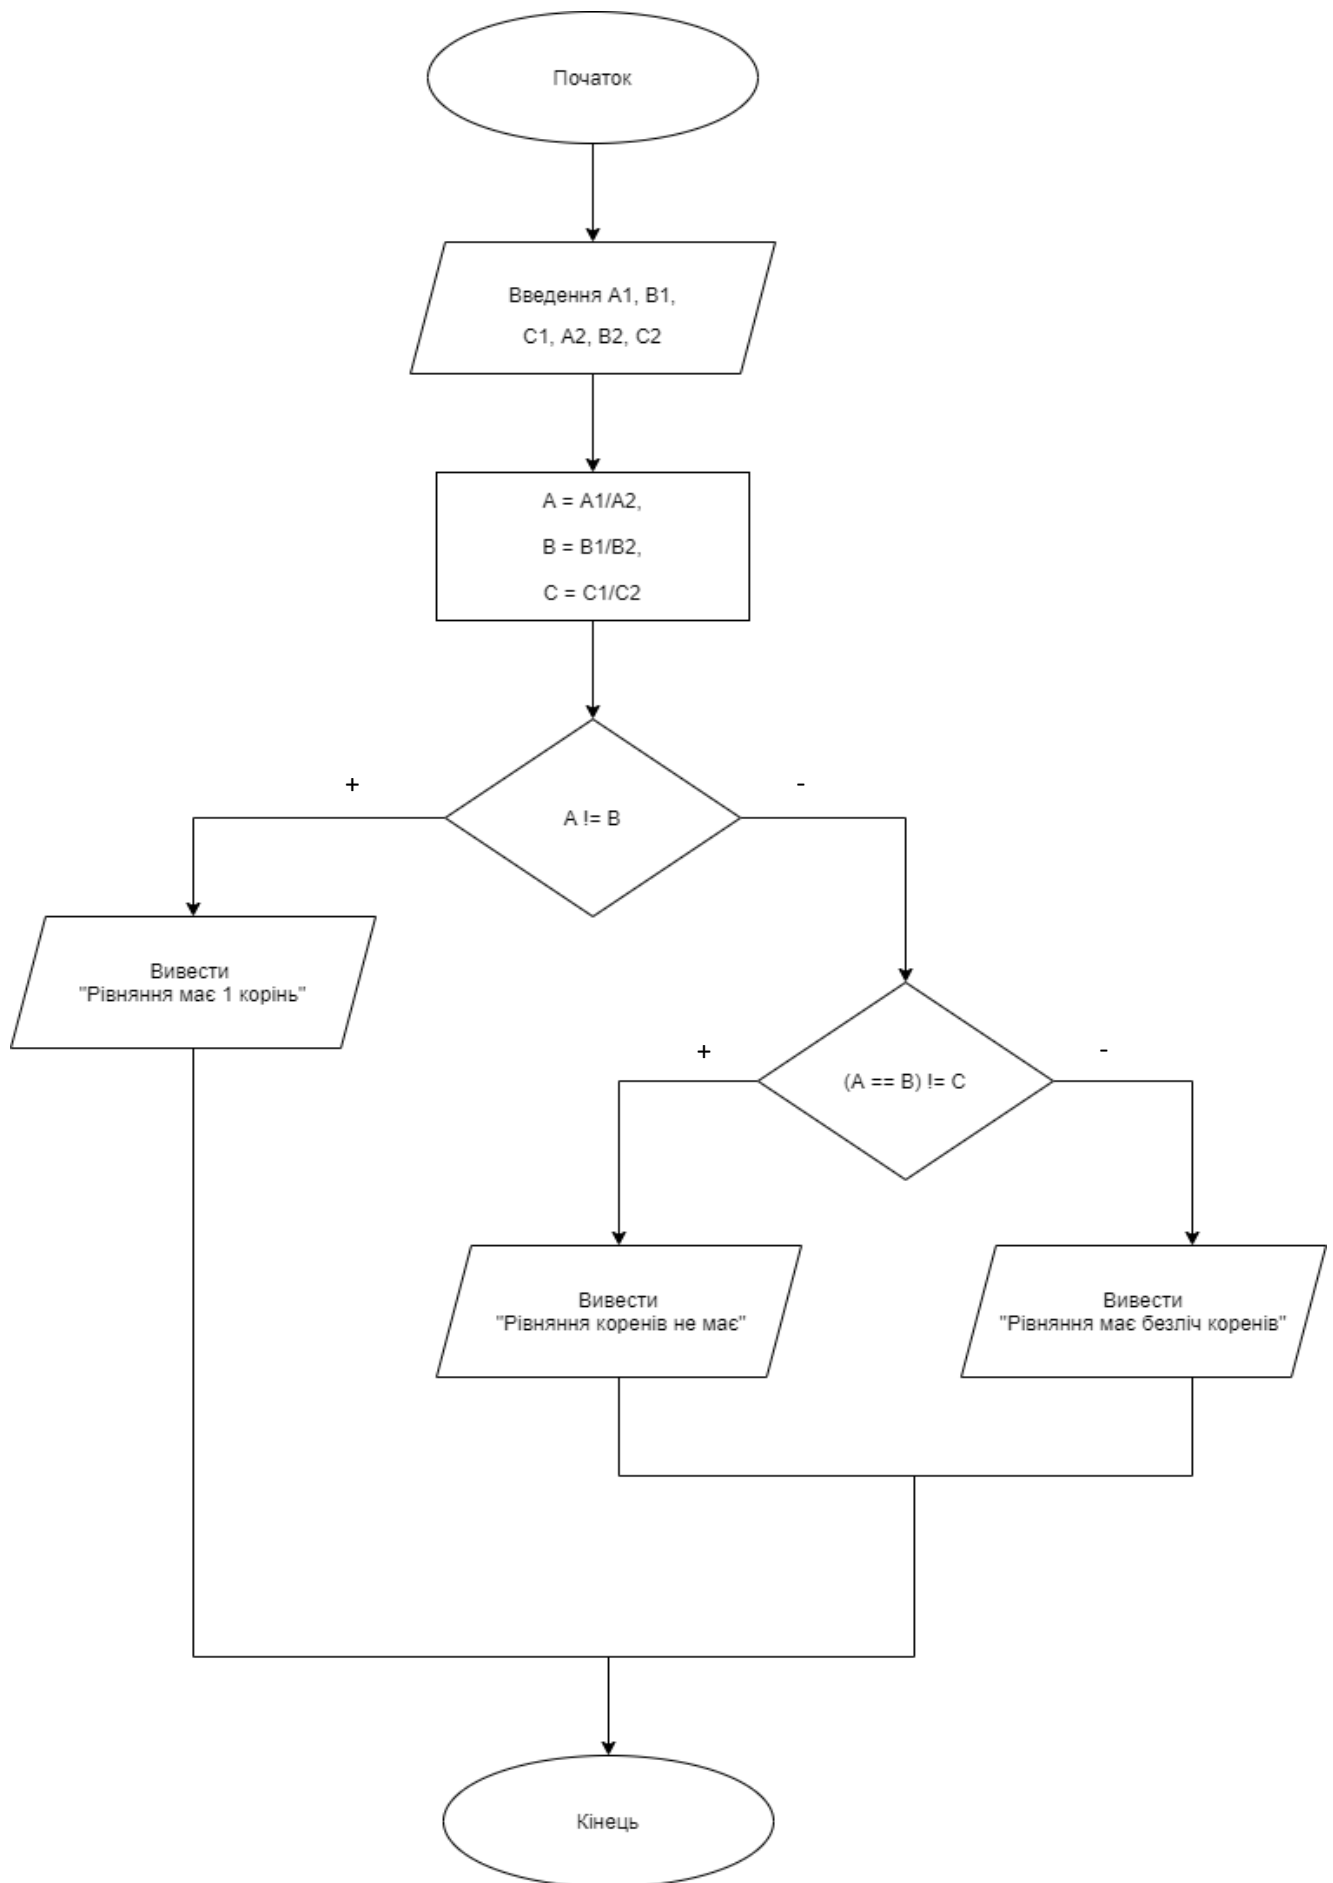 Початок
Введення A1, B1,
C1, A2, B2, C2
A = A1/A2,
B = B1/B2,
C = C1/C2
+
-
A != B
Вивести
"Рівняння має 1 корінь"
+
-
(A == B) != C
Вивести
"Рівняння коренів не має"
Вивести
"Рівняння має безліч коренів"
Кінець